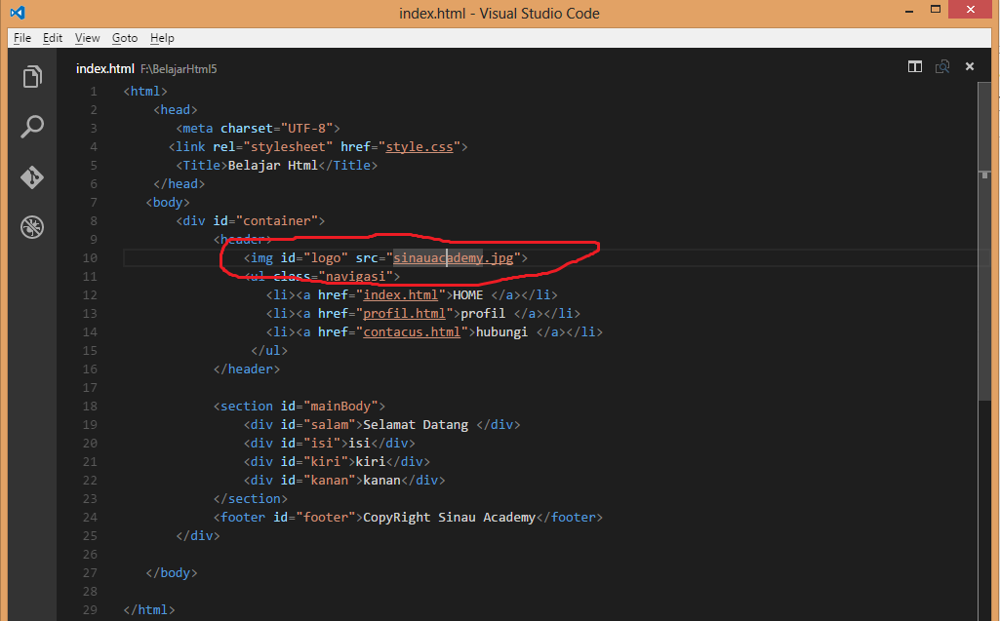 index.html - Visual Studio Code
File Edit View Goto Help
index.html F:\BelajarHtml5
1 <html>
2 <head>
3 <meta charset="UTF-8">
4 <link rel="stylesheet" href="style.css">
5 <Title>Belajar Html</Title>
6 </head>
7 <body>
8 <div id="container">
9 <header>
10 <img id="logo" src="sinauacademy.jpg">
11 <ul class="navigasi">
12 <li><a href="index.html">HOME </a></li>
13 <li><a href="profil.html">profil </a></li>
14 <li><a href="contacus.html">hubungi </a></li>
15 </ul>
16 </header>
17
18 <section id="mainBody">
19 <div id="salam">Selamat Datang </div>
20 <div id="isi">isi</div>
21 <div id="kiri">kiri</div>
22 <div id="kanan">kanan</div>
23 </section>
24 <footer id="footer">CopyRight Sinau Academy</footer>
25 </div>
26
27 </body>
28
29 </html>